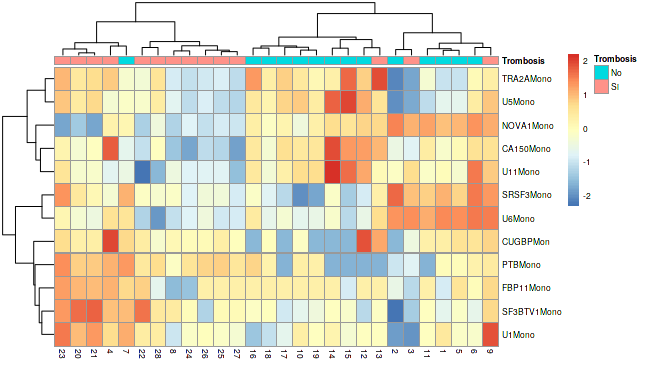 Trombosis
TRA2AMono
U5Mono
NOVA1Mono
CA150Mono
U11Mono
SRSF3Mono
U6Mono
CUGBPMon
PTBMono
FBP11Mono
SF3BTV1Mono
U1Mono
23 20 21 4 7 22 28 8 24 26 25 27 16 18 17 10 19 14 15 12 13 2 3 11 1 5 6 9
2
1
0
-1
-2
Trombosis
No
SI